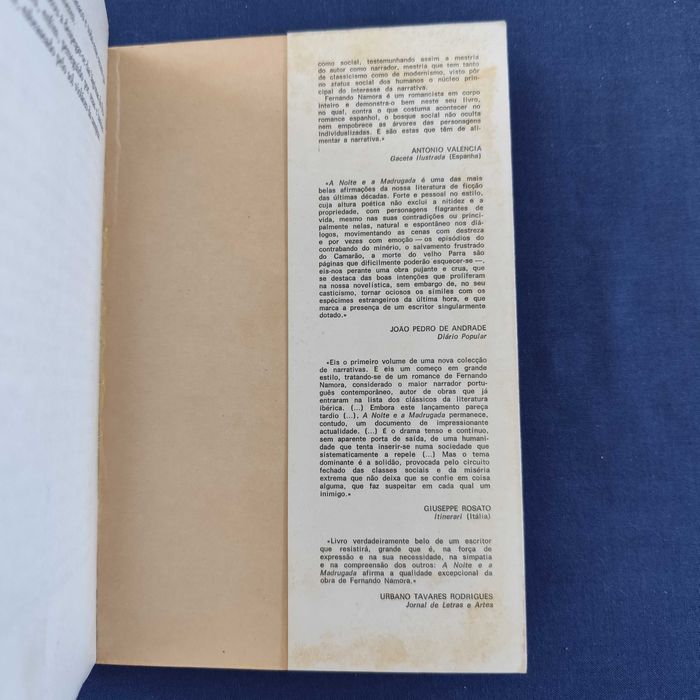 como social, testemunhando assim a mestria
do autor como narrador, mestria que tem tanto
de classicismo como de modernismo, visto pôr
no status social dos humanos o núcleo prin-
cipal do interesse da narrativa.
Fernando Namora é um romancista em corpo
inteiro e demonstra-o bem neste seu livro,
no qual, contra o que costuma acontecer no
romance espanhol, o bosque social não oculta
nem empobrece as árvores das personagens
individualizadas. E são estas que têm de ali-
mentar a narrativa.»
ANTONIO VALENCIA
Gaceta Ilustrada (Espanha)
«A Noite e a Madrugada é uma das mais
belas afirmações da nossa literatura de ficção
das últimas décadas. Forte e pessoal no estilo,
cuja altura poética não exclui a nitidez e a
propriedade, com personagens flagrantes de
vida, mesmo nas suas contradições ou princi-
palmente nelas, natural e espontâneo nos diá-
logos, movimentando as cenas com destreza
e por vezes com emoção — os episódios do
contrabando do minério, o salvamento frustrado
do Camarão, a morte do velho Parra são
páginas que dificilmente poderão esquecer-se —,
eis-nos perante uma obra pujante e crua, que
se destaca das boas intenções que proliferam
na nossa novelística, sem embargo de, no seu
casticismo, tornar ociosos os símiles com os
espécimes estrangeiros da última hora, e que
marca a presença de um escritor singularmente
dotado.»
JOÃO PEDRO DE ANDRADE
Diário Popular
«Eis o primeiro volume de uma nova colecção
de narrativas. E eis um começo em grande
estilo, tratando-se de um romance de Fernando
Namora, considerado o maior narrador portu-
guês contemporâneo, autor de obras que já
entraram na lista dos clássicos da literatura
ibérica. (...) Embora este lançamento pareça
tardio (...), A Noite e a Madrugada permanece,
contudo, um documento de impressionante
actualidade. (...) É o drama tenso e contínuo,
sem aparente porta de saída, de uma humani-
dade que tenta inserir-se numa sociedade que
sistematicamente a repele (...) Mas o tema
dominante é a solidão, provocada pelo circuito
fechado das classes sociais e da miséria
extrema que não deixa que se confie em coisa
alguma, que faz suspeitar em cada qual um
inimigo.»
GIUSEPPE ROSATO
Itinerari (Itália)
«Livro verdadeiramente belo de um escritor
que resistirá, grande que é, na força de
expressão e na sua necessidade, na simpatia
e na compreensão dos outros: A Noite e a
Madrugada afirma a qualidade excepcional da
obra de Fernando Namora.»
URBANO TAVARES RODRIGUES
Jornal de Letras e Artes